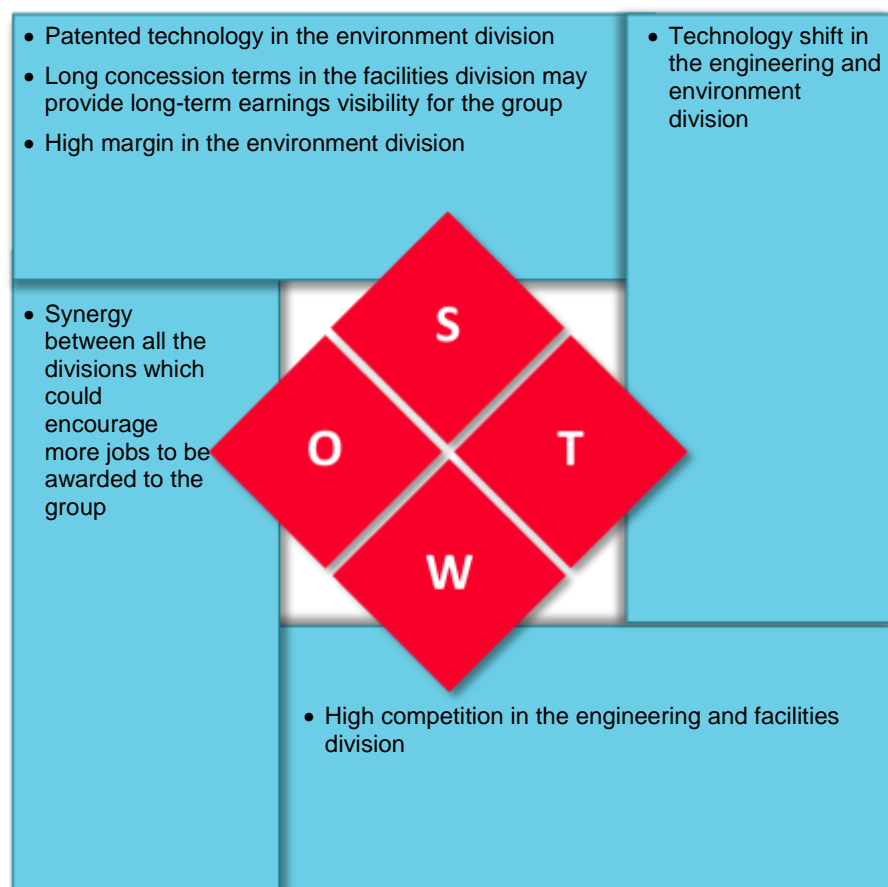 • Patented technology in the environment division
• Long concession terms in the facilities division may
provide long-term earnings visibility for the group
• High margin in the environment division
• Technology shift in
the engineering and
environment
division
• Synergy
between all the
divisions which
could
encourage
more jobs to be
awarded to the
group
S
O
T
W
• High competition in the engineering and facilities
division